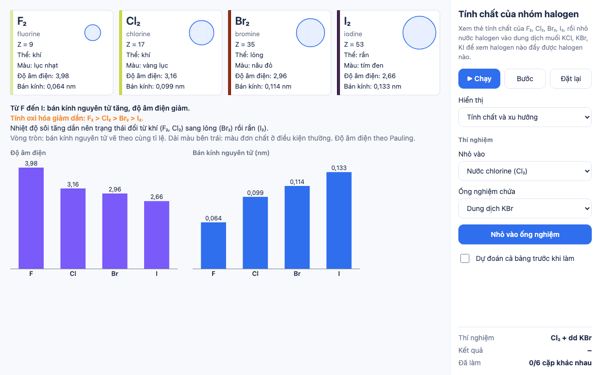 F₂
fluorine
Z = 9
Thể: khí
Màu: lục nhạt
Độ âm điện: 3,98
Bán kính: 0,064 nm
Cl₂
chlorine
Z = 17
Thể: khí
Màu: vàng lục
Độ âm điện: 3,16
Bán kính: 0,099 nm
Br₂
bromine
Z = 35
Thể: lỏng
Màu: nâu đỏ
Độ âm điện: 2,96
Bán kính: 0,114 nm
I₂
iodine
Z = 53
Thể: rắn
Màu: tím đen
Độ âm điện: 2,66
Bán kính: 0,133 nm
Từ F đến I: bán kính nguyên tử tăng, độ âm điện giảm.
Tính oxi hóa giảm dần: F₂ > Cl₂ > Br₂ > I₂.
Nhiệt độ sôi tăng dần nên trạng thái đổi từ khí (F₂, Cl₂) sang lỏng (Br₂) rồi rắn (I₂).
Vòng tròn: bán kính nguyên tử vẽ theo cùng tỉ lệ. Dải màu bên trái: màu đơn chất ở điều kiện thường. Độ âm điện theo Pauling.
Độ âm điện
3,98
3,16
2,96
2,66
F
Cl
Br
I
Bán kính nguyên tử (nm)
0,064
0,099
0,114
0,133
F
Cl
Br
I
Tính chất của nhóm halogen
Xem thẻ tính chất của F₂, Cl₂, Br₂, I₂, rồi nhỏ
nước halogen vào dung dịch muối KCl, KBr,
KI để xem halogen nào đẩy được halogen
nào.
▶ Chạy
Bước
Đặt lại
Hiển thị
Tính chất và xu hướng
Thí nghiệm
Nhỏ vào
Nước chlorine (Cl₂)
Ống nghiệm chứa
Dung dịch KBr
Nhỏ vào ống nghiệm
Dự đoán cả bảng trước khi làm
Thí nghiệm
Cl₂ + dd KBr
Kết quả
–
Đã làm
0/6 cặp khác nhau